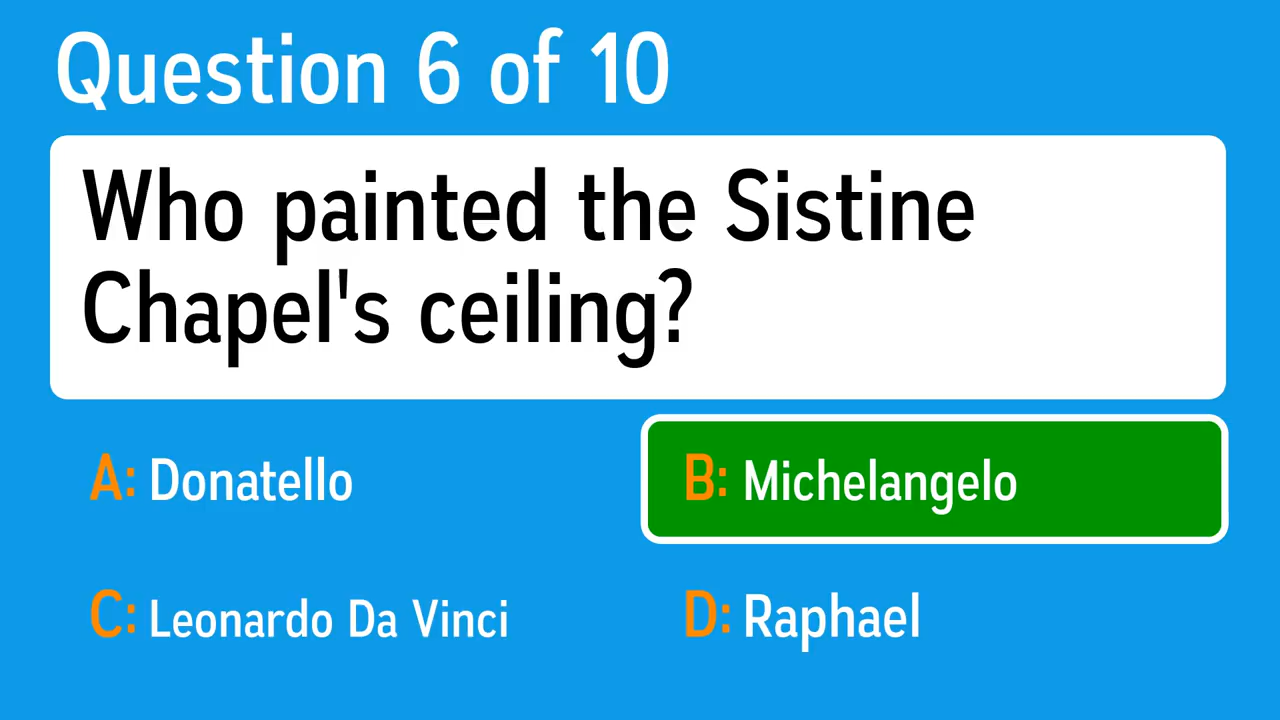 Question 6 of 10
Who painted the Sistine
Chapel's ceiling?
A: Donatello
B: Michelangelo
C: Leonardo Da Vinci
D: Raphael